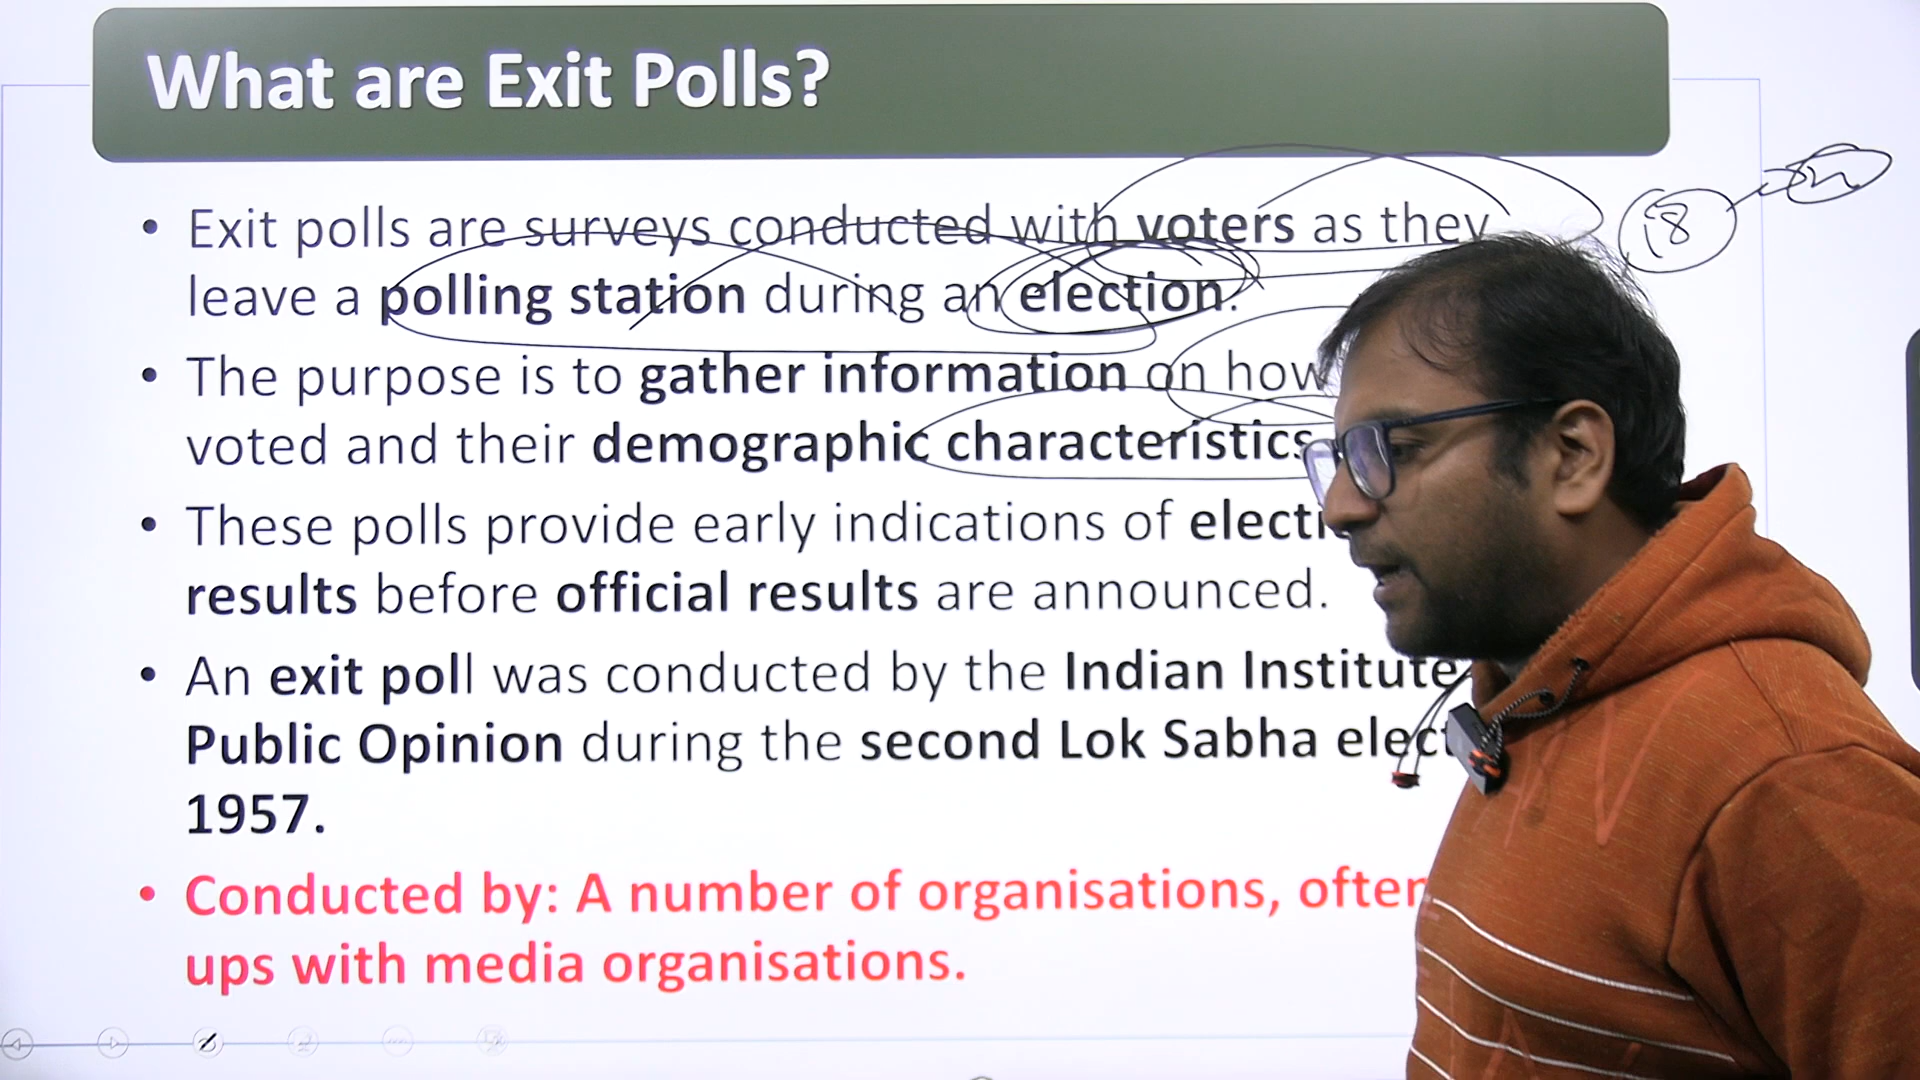 What are Exit Polls?
• Exit polls are surveys conducted with voters as they
leave a polling station during an election.
18
• The purpose is to gather information on how
voted and their demographic characteristics
• These polls provide early indications of
results before official results are announced.
• An exit poll was conducted by the Indian Institute
Public Opinion during the second Lok Sabha
1957.
• Conducted by: A number of organisations, often
ups with media organisations.